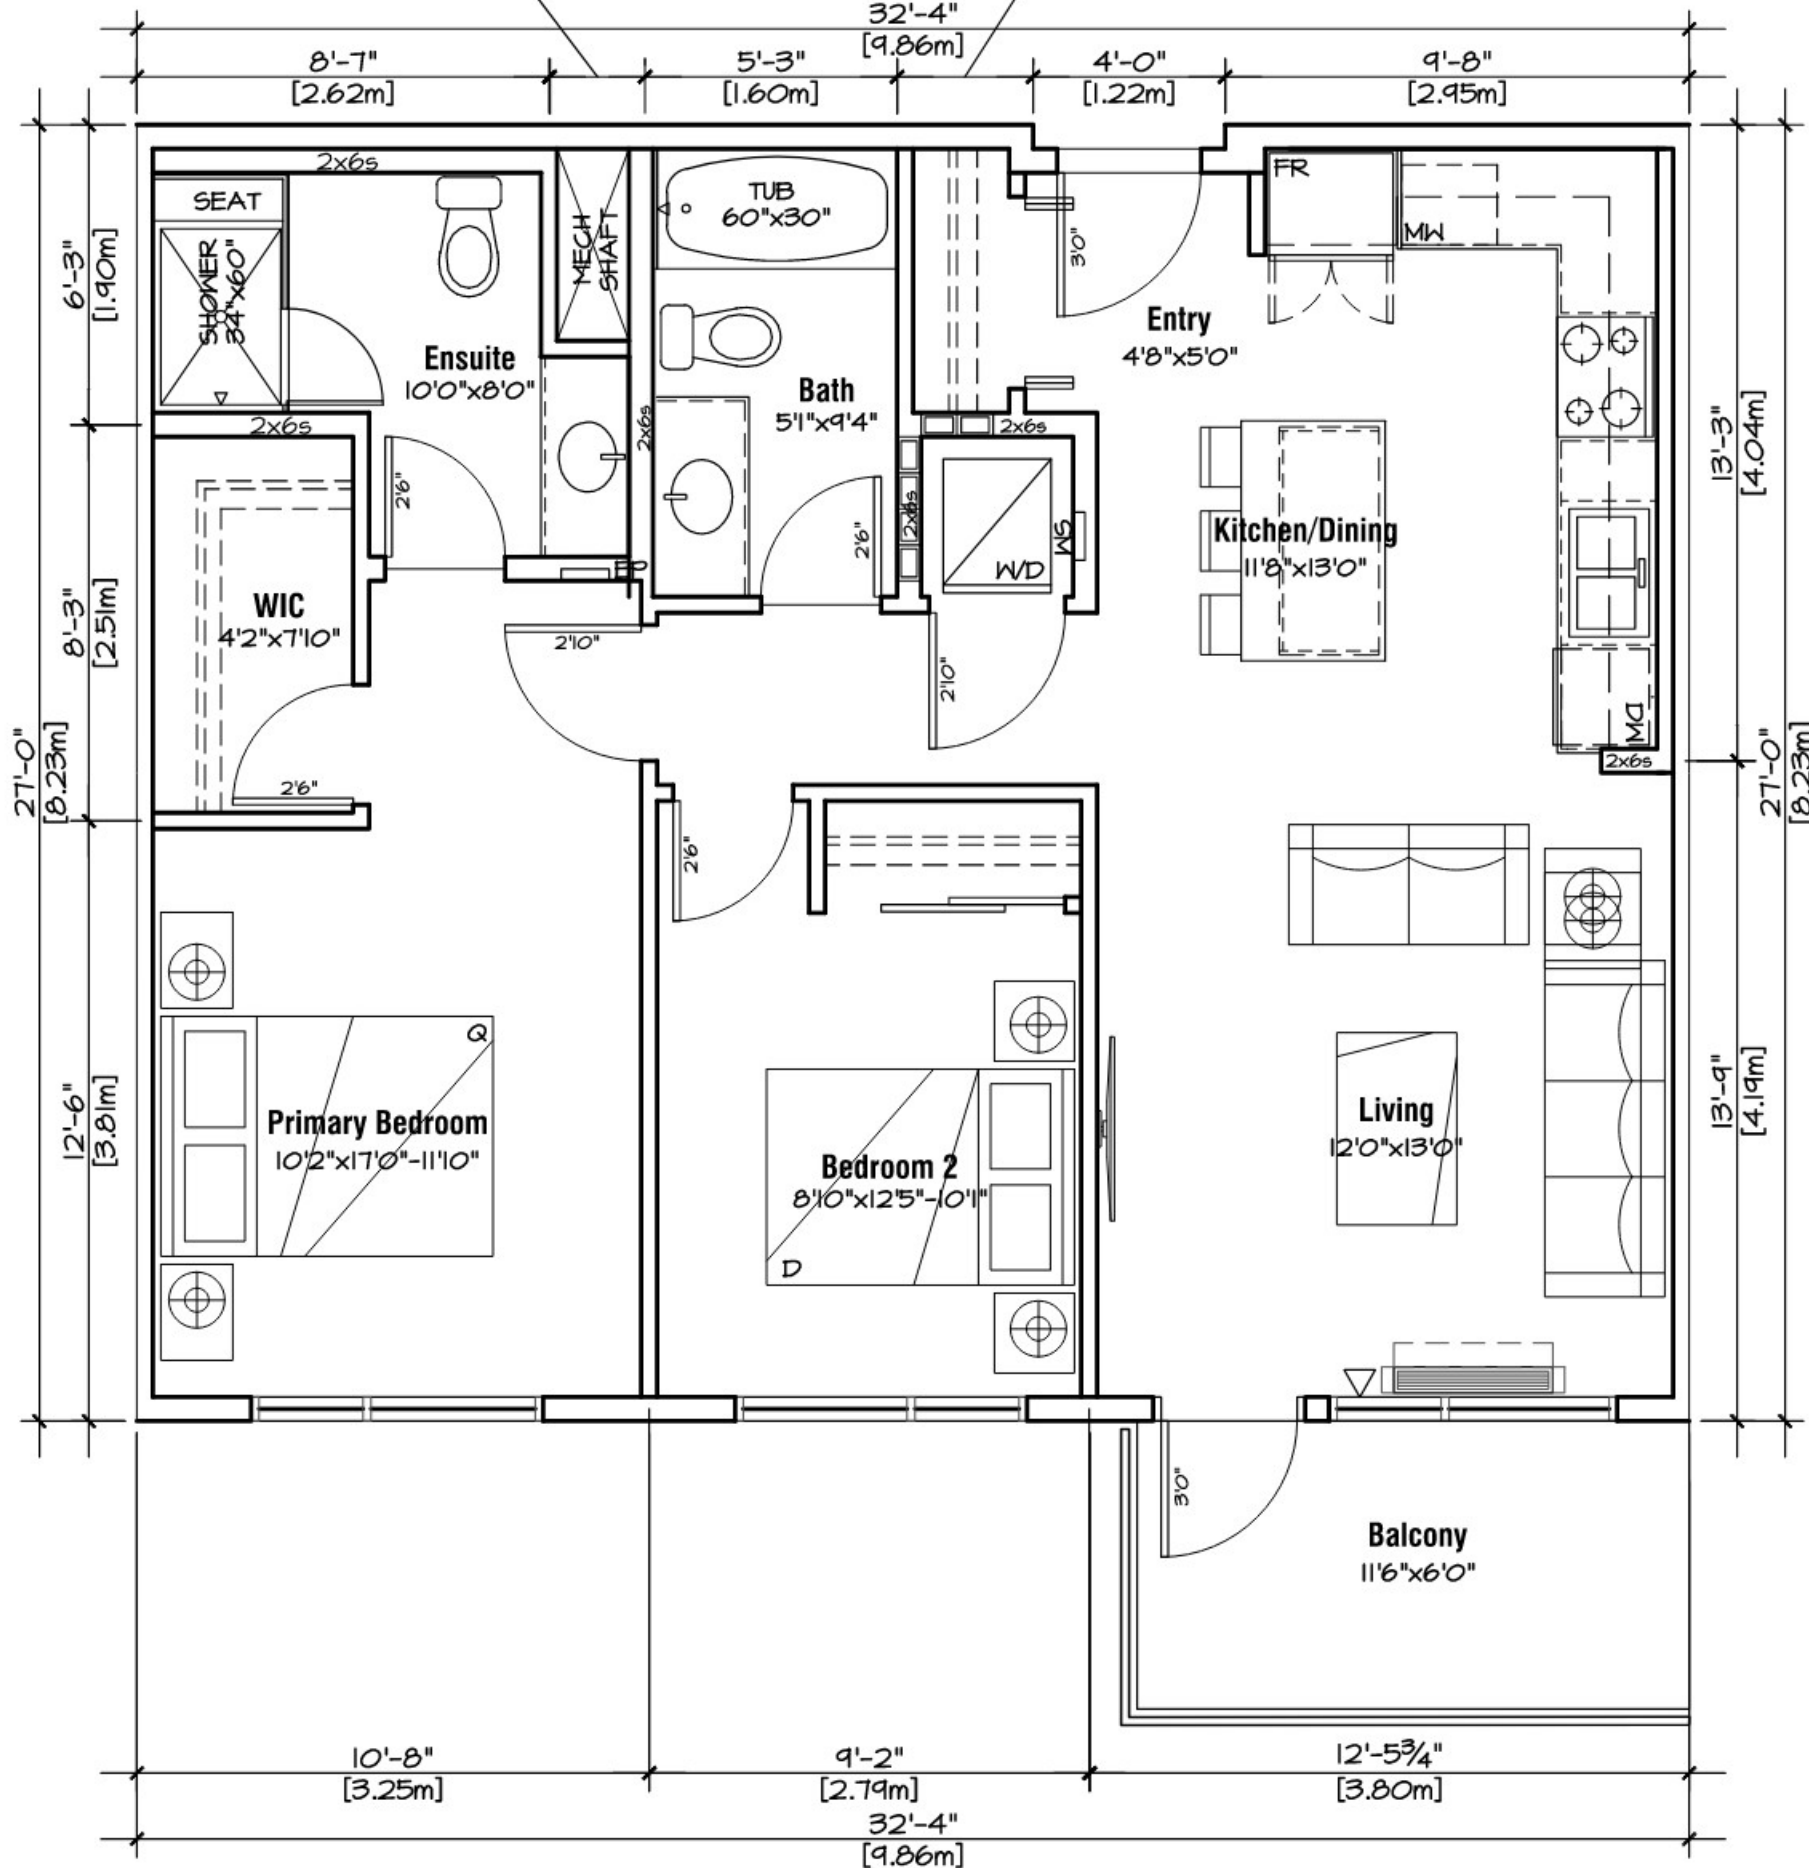 32'-4"
[9.86m]
8'-7"
[2.62m]
5'-3"
[1.60m]
4'-0"
[1.22m]
9'-8"
[2.95m]
2x6s
SEAT
SHOWER
34"x60"
MECH
SHAFT
TUB
60"x30"
3'0"
FR
MW
6'-3"
[1.90m]
Ensuite
10'0"x8'0"
Entry
4'8"x5'0"
Bath
5'1"x9'4"
2x6s
2x6s
2x6s
13'-3"
[4.04m]
2'6"
2'6"
2x6s
SM
W/D
Kitchen/Dining
11'8"x13'0"
WIC
4'2"x7'10"
8'-3"
[2.51m]
2'10"
2'10"
DW
2x6s
27'-0"
[8.23m]
27'-0"
[8.23m]
2'6"
2'6"
Q
Primary Bedroom
10'2"x17'0"-11'10"
12'-6"
[3.81m]
Bedroom 2
8'10"x12'5"-10'1"
D
Living
12'0"x13'0"
13'-9"
[4.19m]
3'0"
Balcony
11'6"x6'0"
10'-8"
[3.25m]
9'-2"
[2.79m]
12'-5¾"
[3.80m]
32'-4"
[9.86m]